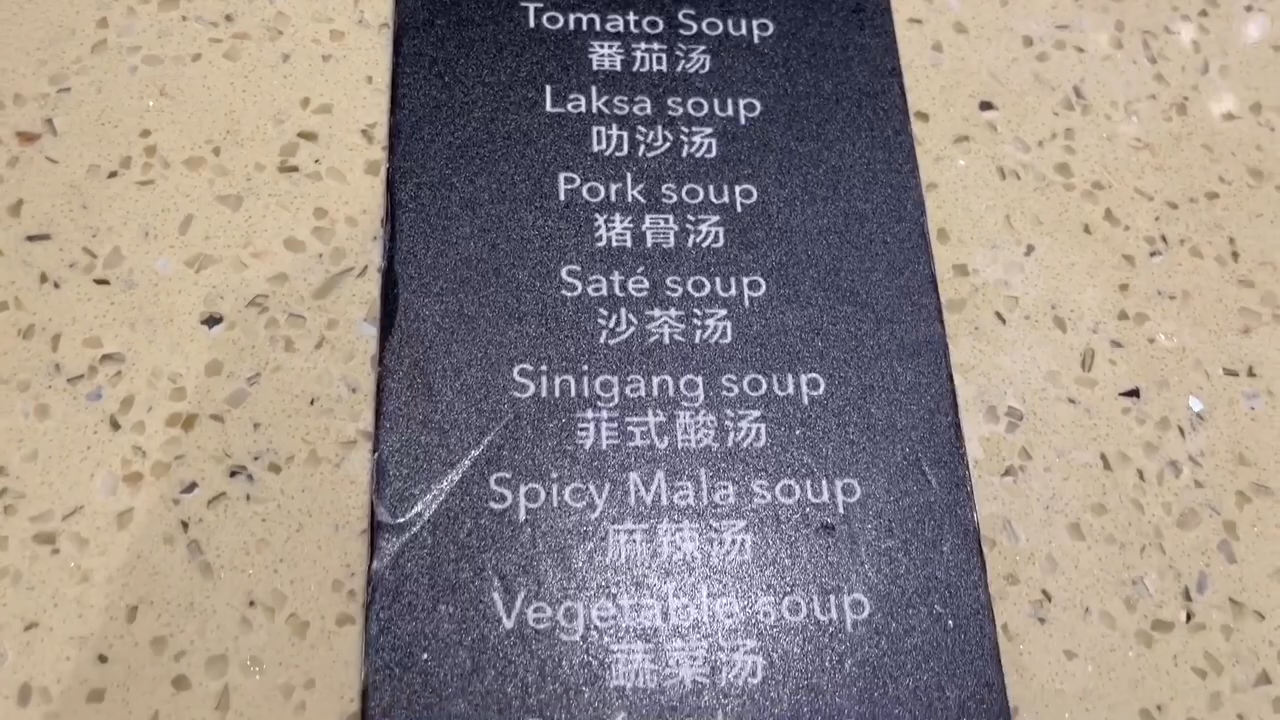 Tomato Soup
番茄汤
Laksa soup
叻沙汤
Pork soup
猪骨汤
Saté soup
沙茶汤
Sinigang soup
菲式酸汤
Spicy Mala soup
麻辣汤
Vegetable soup
蔬菜汤